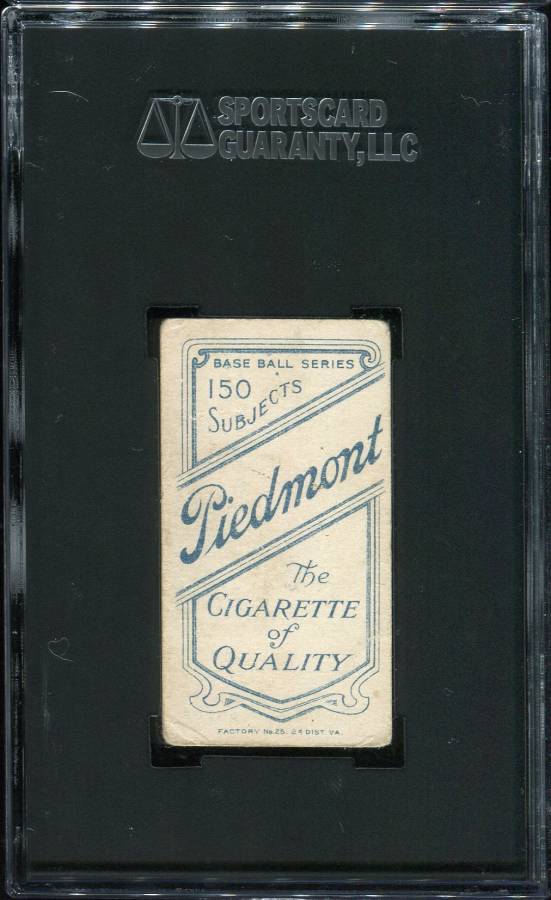 SPORTSCARD
GUARANTY, LLC
BASE BALL SERIES
150
SUBJECTS
Piedmont
The
CIGARETTE
of
QUALITY
FACTORY No. 25. 2d DIST. VA.